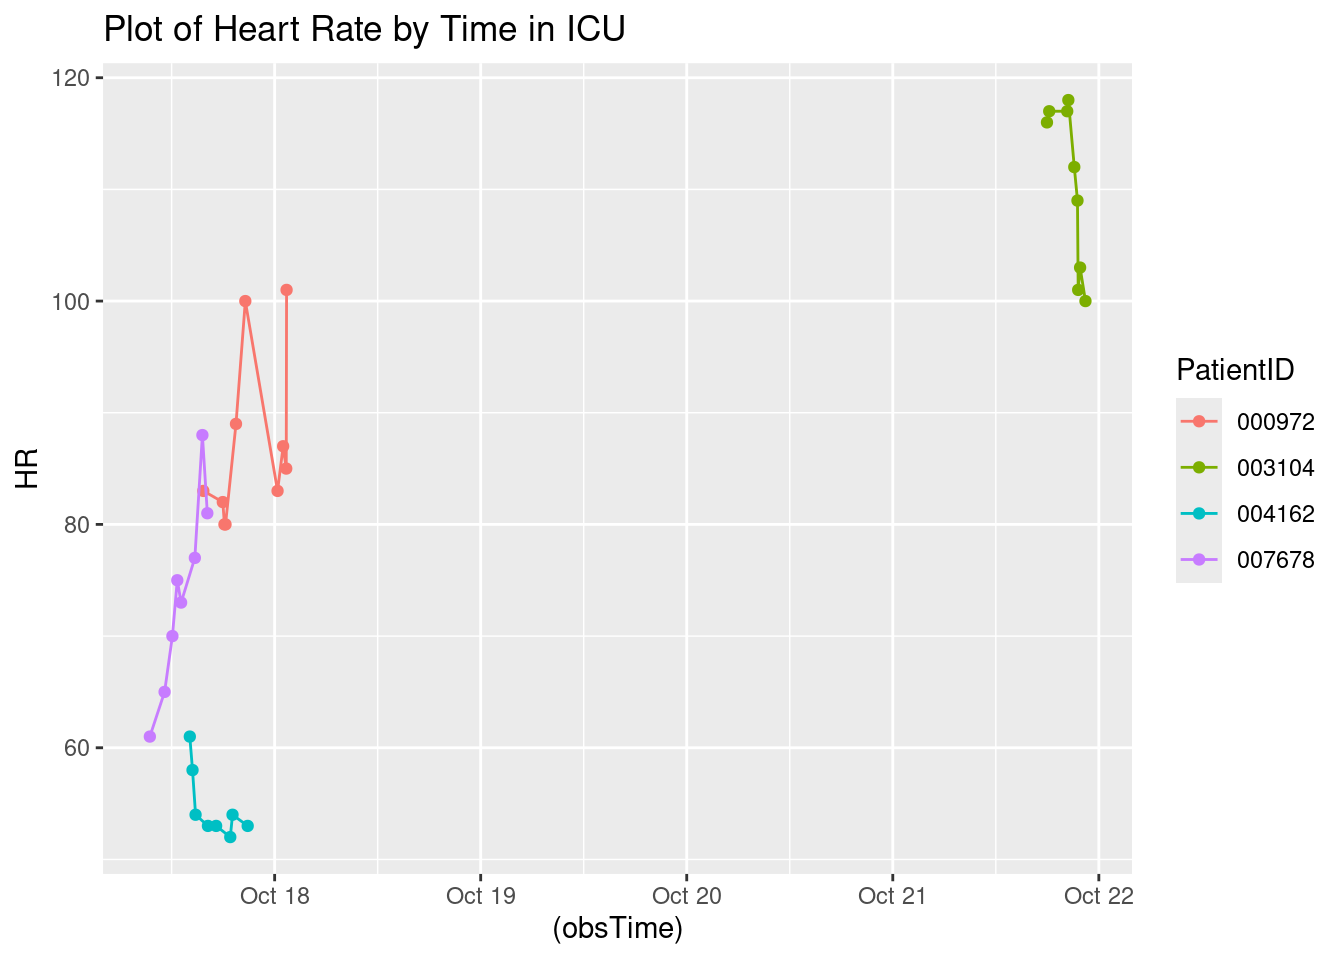 Plot of Heart Rate by Time in ICU
120
100
80
60
HR
Oct 18
Oct 19
Oct 20
Oct 21
Oct 22
(obsTime)
PatientID
000972
003104
004162
007678